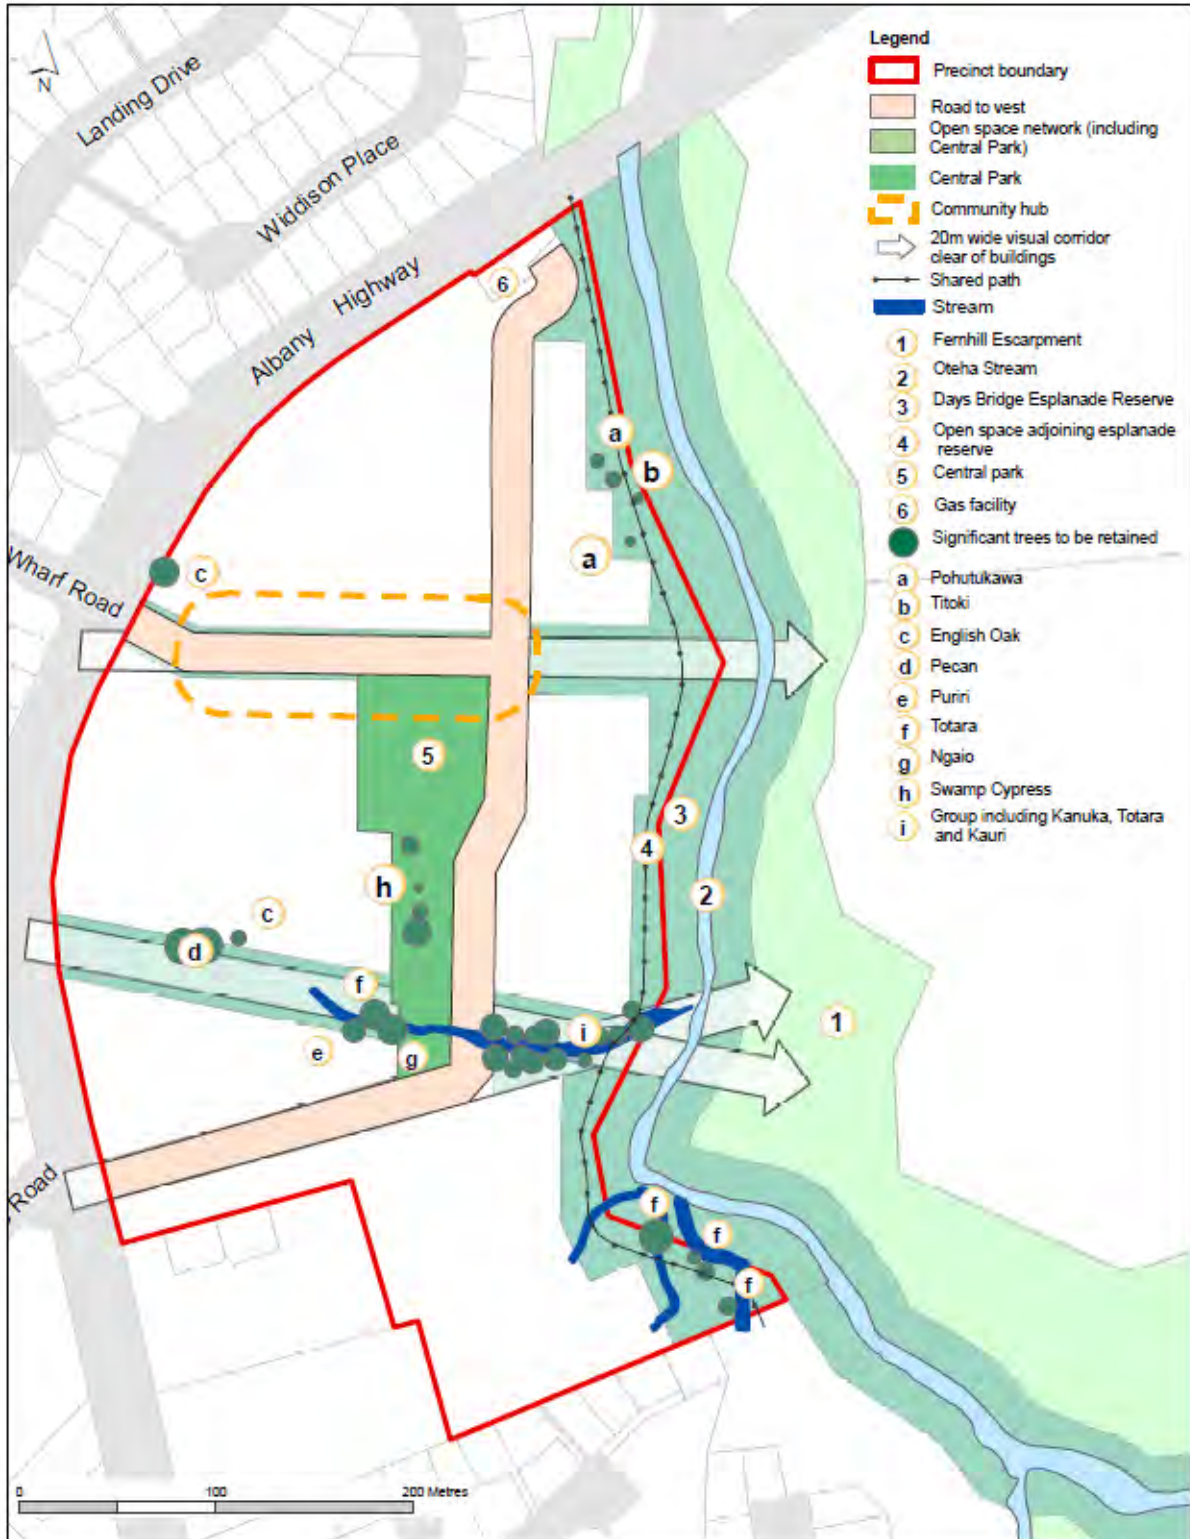 N
Landing Drive
Widdison Place
Albany Highway
Wharf Road
Road
6
a
b
a
c
5
h
c
d
f
e
g
i
3
4
2
1
f
f
f
0 100 200 Metres
Legend
Precinct boundary
Road to vest
Open space network (including
Central Park)
Central Park
Community hub
20m wide visual corridor
clear of buildings
Shared path
Stream
1 Fernhill Escarpment
2 Oteha Stream
3 Days Bridge Esplanade Reserve
4 Open space adjoining esplanade
reserve
5 Central park
6 Gas facility
Significant trees to be retained
a Pohutukawa
b Titoki
c English Oak
d Pecan
e Puriri
f Totara
g Ngaio
h Swamp Cypress
i Group including Kanuka, Totara
and Kauri